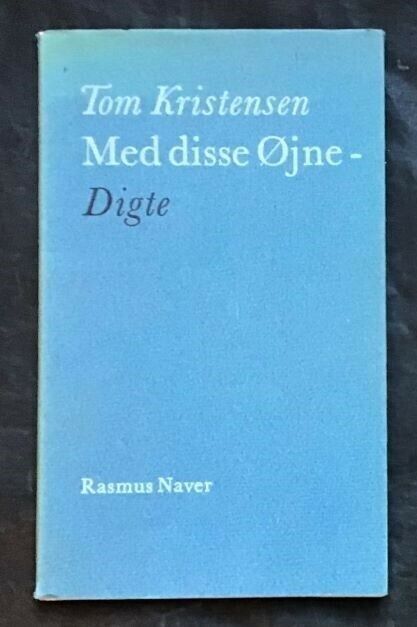 Tom Kristensen
Med disse Øjne -
Digte
Rasmus Naver